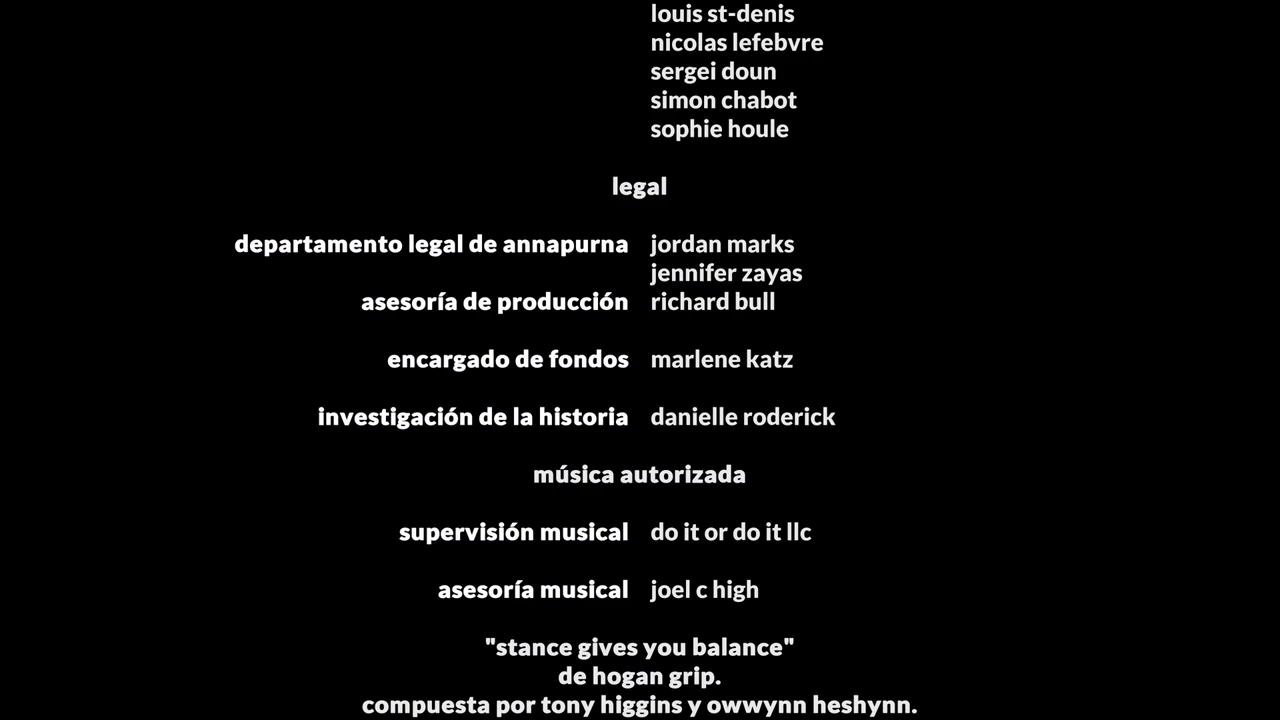 louis st-denis
nicolas lefebvre
sergei doun
simon chabot
sophie houle
legal
departamento legal de annapurna jordan marks
jennifer zayas
asesoría de producción richard bull
encargado de fondos marlene katz
investigación de la historia danielle roderick
música autorizada
supervisión musical do it or do it llc
asesoría musical joel c high
"stance gives you balance"
de hogan grip.
compuesta por tony higgins y owwynn heshynn.